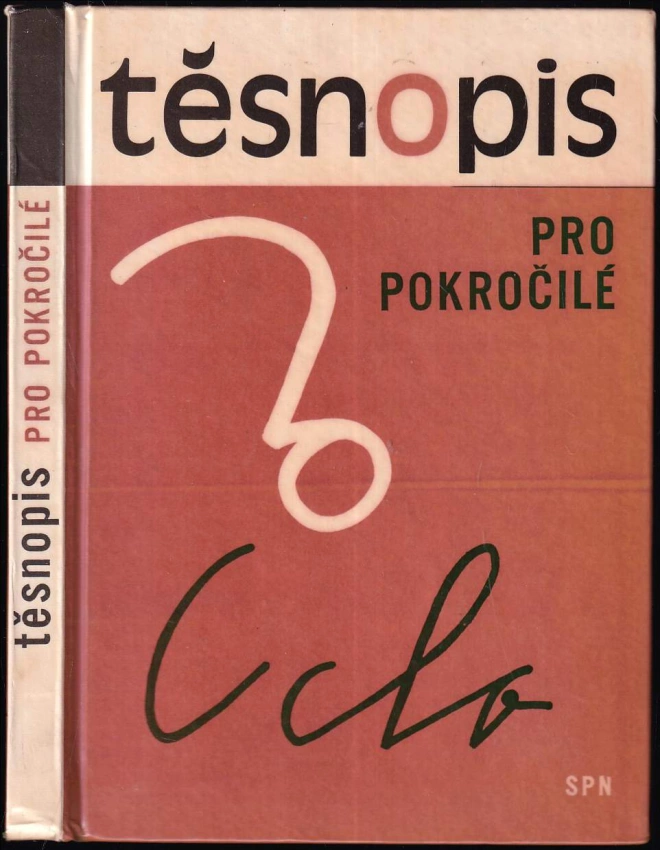 těsnopis
PRO
POKROČILÉ
SPN
těsnopis PRO POKROČILÉ